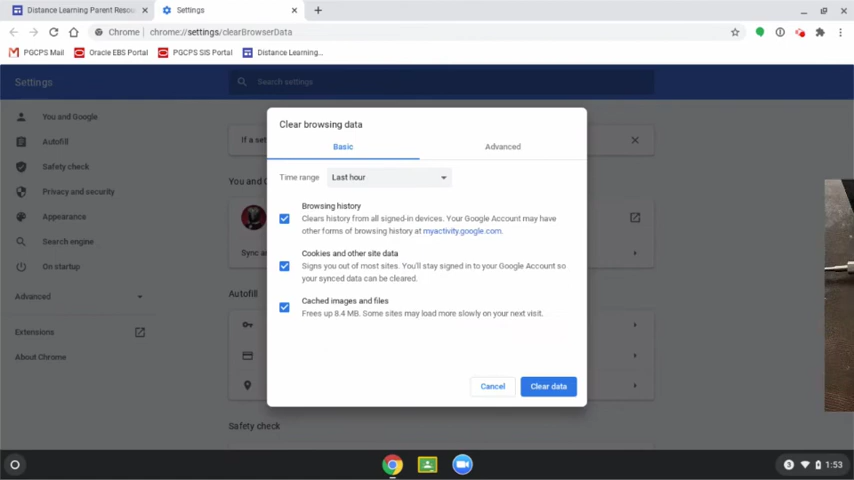 Distance Learning Parent Resou
Settings
Chrome | chrome://settings/clearBrowserData
PGCPS Mail
Oracle EBS Portal
PGCPS SIS Portal
Distance Learning...
Settings
Search settings
You and Google
Autofill
Safety check
Privacy and security
Appearance
Search engine
On startup
Advanced
Extensions
About Chrome
If a set
You and G
Sync a
Autofill
Safety check
Clear browsing data
Basic
Advanced
Time range
Last hour
Browsing history
Clears history from all signed-in devices. Your Google Account may have
other forms of browsing history at myactivity.google.com.
Cookies and other site data
Signs you out of most sites. You'll stay signed in to your Google Account so
your synced data can be cleared.
Cached images and files
Frees up 8.4 MB. Some sites may load more slowly on your next visit.
Cancel
Clear data
3
1:53